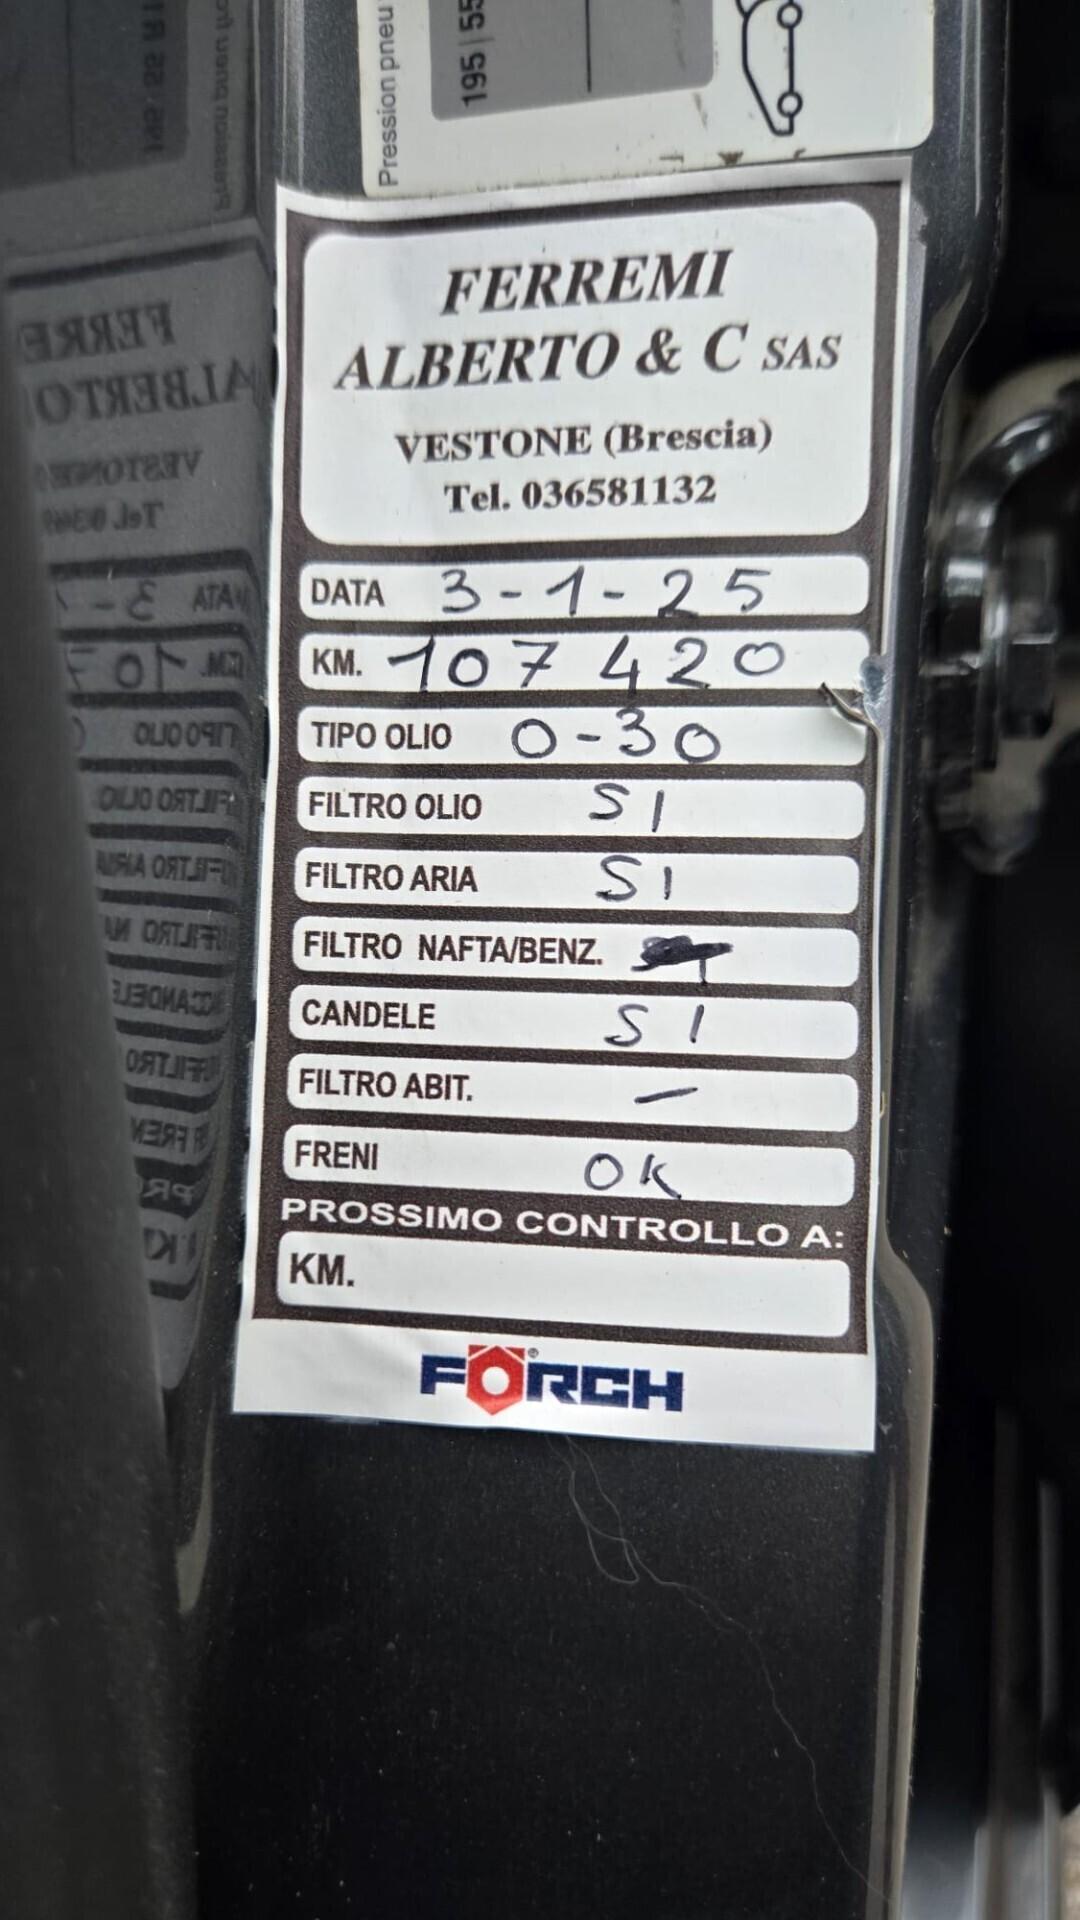 Pression pneu
195 | 55
FERREMI
ALBERTO & C SAS
VESTONE (Brescia)
Tel. 036581132
DATA 3-1-25
KM. 107420
TIPO OLIO 0-30
FILTRO OLIO SI
FILTRO ARIA SI
FILTRO NAFTA/BENZ.
CANDELE SI
FILTRO ABIT. –
FRENI OK
PROSSIMO CONTROLLO A:
KM.
FÖRCH®